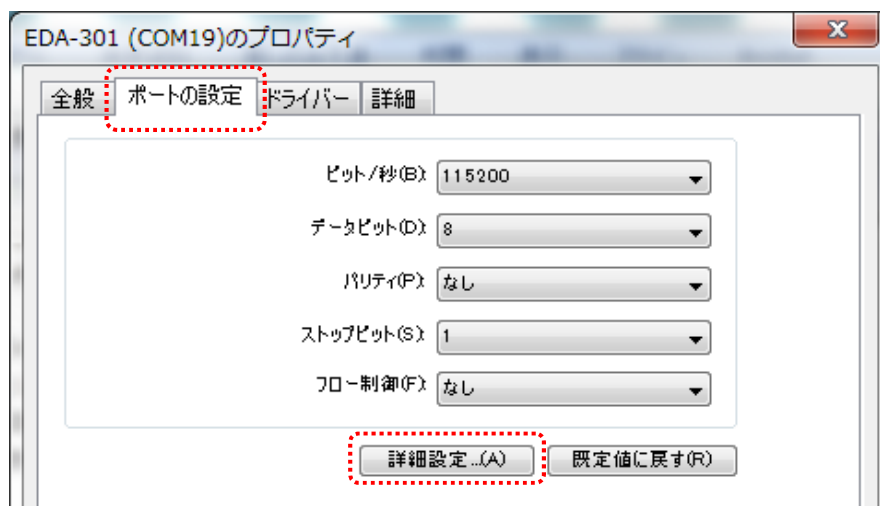 EDA-301 (COM19)のプロパティ
全般 ポートの設定 ドライバー 詳細
ビット/秒(B): 115200
データビット(D): 8
パリティ(P): なし
ストップビット(S): 1
フロー制御(F): なし
詳細設定...(A) 既定値に戻す(R)